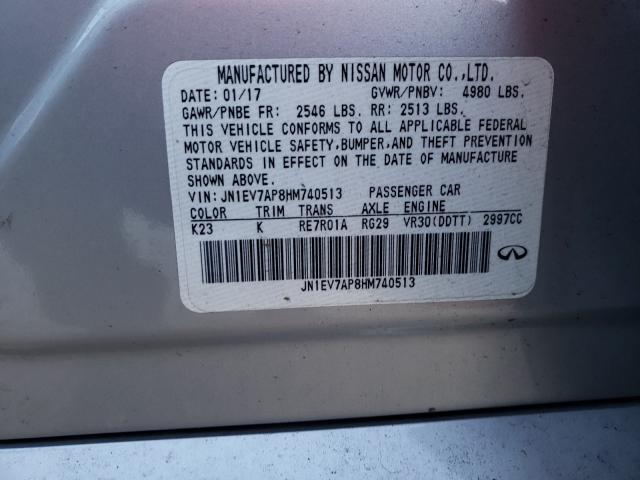 MANUFACTURED BY NISSAN MOTOR CO.,LTD.
DATE: 01/17 GVWR/PNBV: 4980 LBS.
GAWR/PNBE FR: 2546 LBS. RR: 2513 LBS.
THIS VEHICLE CONFORMS TO ALL APPLICABLE FEDERAL
MOTOR VEHICLE SAFETY,BUMPER,AND THEFT PREVENTION
STANDARDS IN EFFECT ON THE DATE OF MANUFACTURE
SHOWN ABOVE.
VIN: JN1EV7AP8HM740513 PASSENGER CAR
COLOR TRIM TRANS AXLE ENGINE
K23 K RE7R01A RG29 VR30(DDTT) 2997CC
JN1EV7AP8HM740513